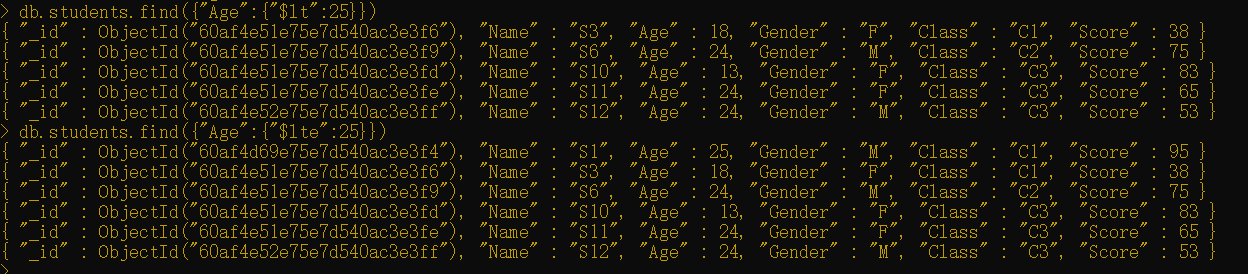 > db.students.find({"Age":{"$lt":25}})
{ "_id" : ObjectId("60af4e51e75e7d540ac3e3f6"), "Name" : "S3", "Age" : 18, "Gender" : "F", "Class" : "C1", "Score" : 38 }
{ "_id" : ObjectId("60af4e51e75e7d540ac3e3f9"), "Name" : "S6", "Age" : 24, "Gender" : "M", "Class" : "C2", "Score" : 75 }
{ "_id" : ObjectId("60af4e51e75e7d540ac3e3fd"), "Name" : "S10", "Age" : 13, "Gender" : "F", "Class" : "C3", "Score" : 83 }
{ "_id" : ObjectId("60af4e51e75e7d540ac3e3fe"), "Name" : "S11", "Age" : 24, "Gender" : "F", "Class" : "C3", "Score" : 65 }
{ "_id" : ObjectId("60af4e52e75e7d540ac3e3ff"), "Name" : "S12", "Age" : 24, "Gender" : "M", "Class" : "C3", "Score" : 53 }
> db.students.find({"Age":{"$lte":25}})
{ "_id" : ObjectId("60af4d69e75e7d540ac3e3f4"), "Name" : "S1", "Age" : 25, "Gender" : "M", "Class" : "C1", "Score" : 95 }
{ "_id" : ObjectId("60af4e51e75e7d540ac3e3f6"), "Name" : "S3", "Age" : 18, "Gender" : "F", "Class" : "C1", "Score" : 38 }
{ "_id" : ObjectId("60af4e51e75e7d540ac3e3f9"), "Name" : "S6", "Age" : 24, "Gender" : "M", "Class" : "C2", "Score" : 75 }
{ "_id" : ObjectId("60af4e51e75e7d540ac3e3fd"), "Name" : "S10", "Age" : 13, "Gender" : "F", "Class" : "C3", "Score" : 83 }
{ "_id" : ObjectId("60af4e51e75e7d540ac3e3fe"), "Name" : "S11", "Age" : 24, "Gender" : "F", "Class" : "C3", "Score" : 65 }
{ "_id" : ObjectId("60af4e52e75e7d540ac3e3ff"), "Name" : "S12", "Age" : 24, "Gender" : "M", "Class" : "C3", "Score" : 53 }
>